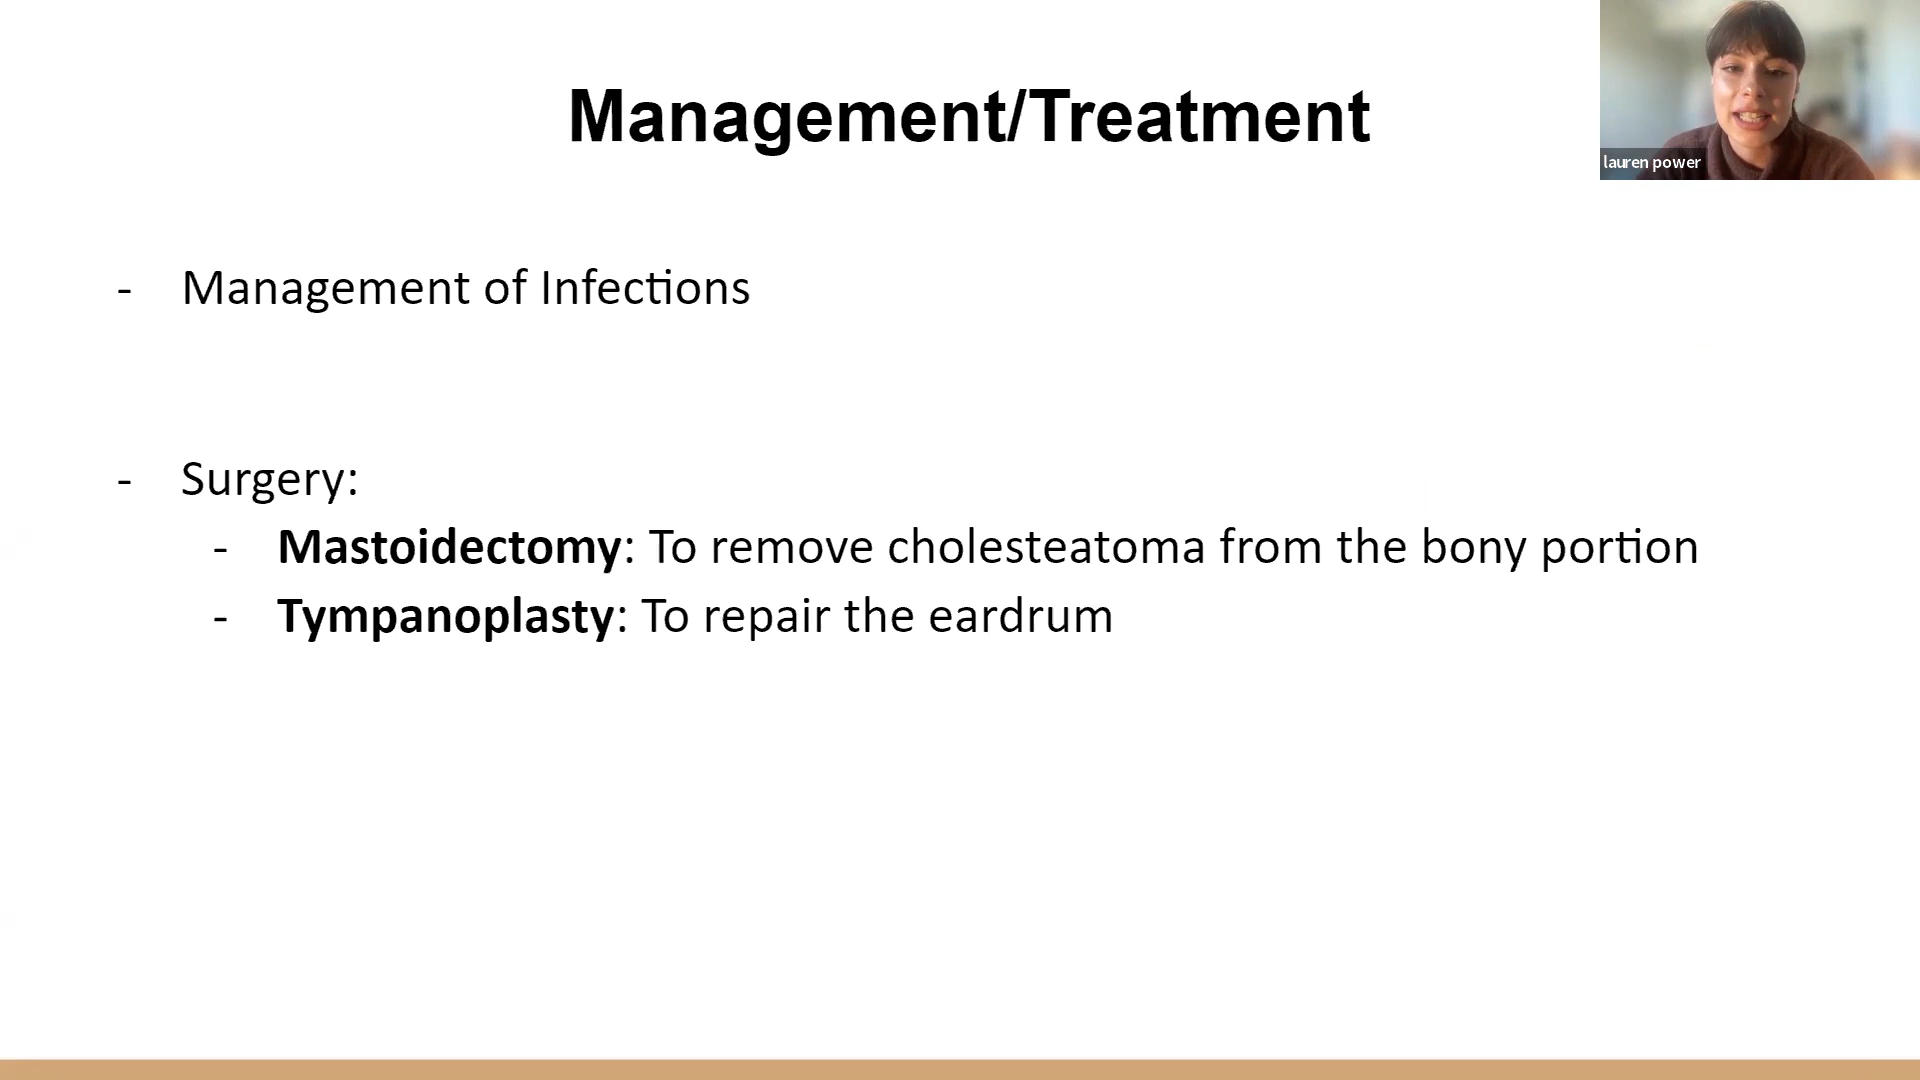 Management/Treatment
lauren power
- Management of Infections
- Surgery:
- Mastoidectomy: To remove cholesteatoma from the bony portion
- Tympanoplasty: To repair the eardrum